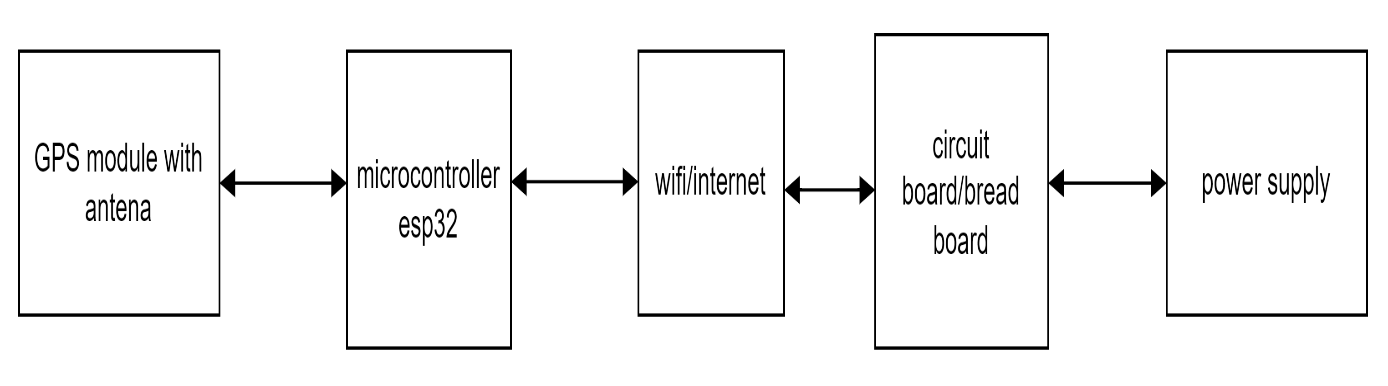 GPS module with
antena
microcontroller
esp32
wifi/internet
circuit
board/bread
board
power supply